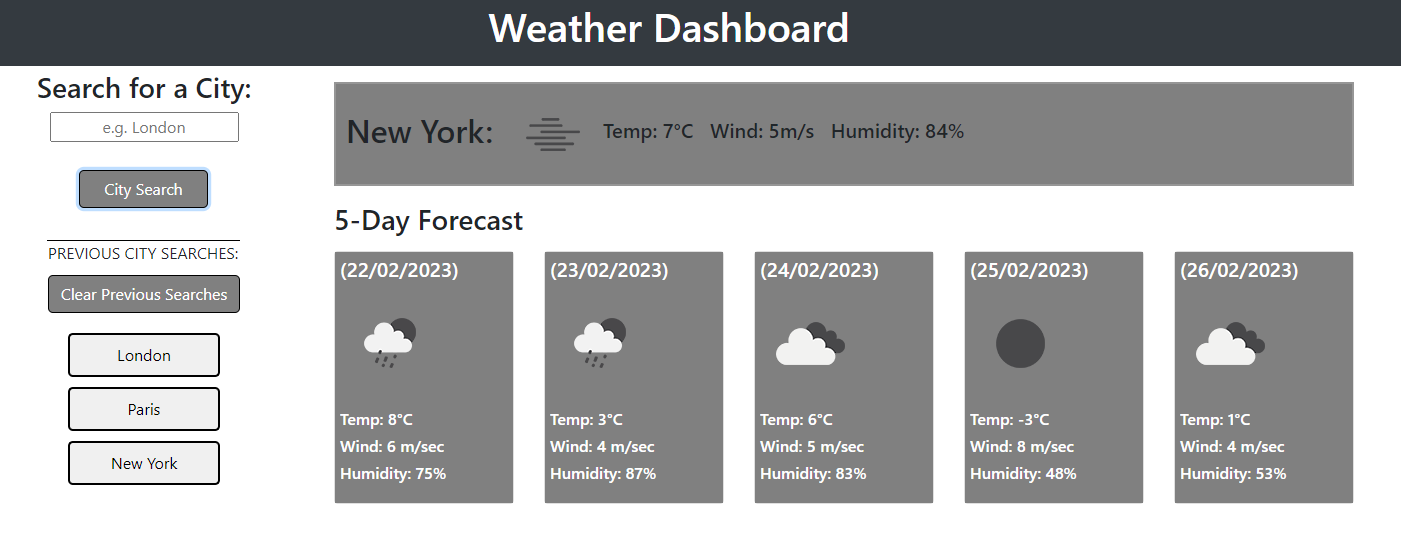 Weather Dashboard
Search for a City:
e.g. London
City Search
PREVIOUS CITY SEARCHES:
Clear Previous Searches
London
Paris
New York
New York: Temp: 7°C Wind: 5m/s Humidity: 84%
5-Day Forecast
(22/02/2023)
Temp: 8°C
Wind: 6 m/sec
Humidity: 75%
(23/02/2023)
Temp: 3°C
Wind: 4 m/sec
Humidity: 87%
(24/02/2023)
Temp: 6°C
Wind: 5 m/sec
Humidity: 83%
(25/02/2023)
Temp: -3°C
Wind: 8 m/sec
Humidity: 48%
(26/02/2023)
Temp: 1°C
Wind: 4 m/sec
Humidity: 53%